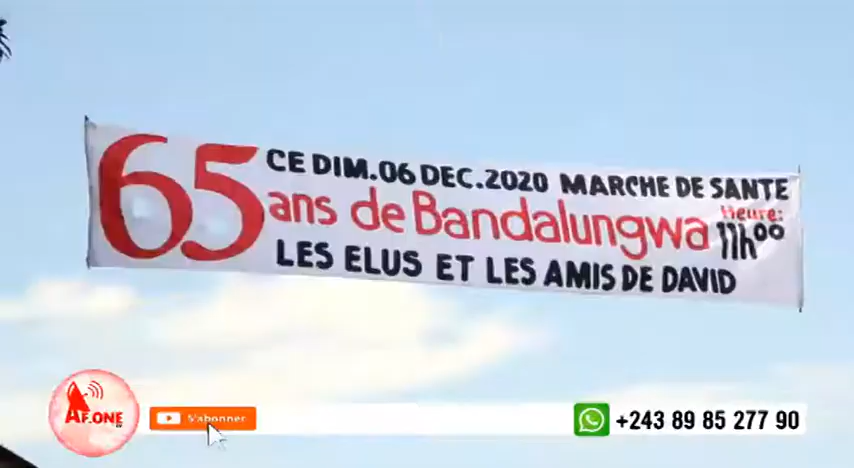 65
CE DIM.06 DEC.2020 MARCHE DE SANTE
ans de Bandalungwa
Heure:
11h00
LES ELUS ET LES AMIS DE DAVID
AF.ONE
S'abonner
+243 89 85 277 90